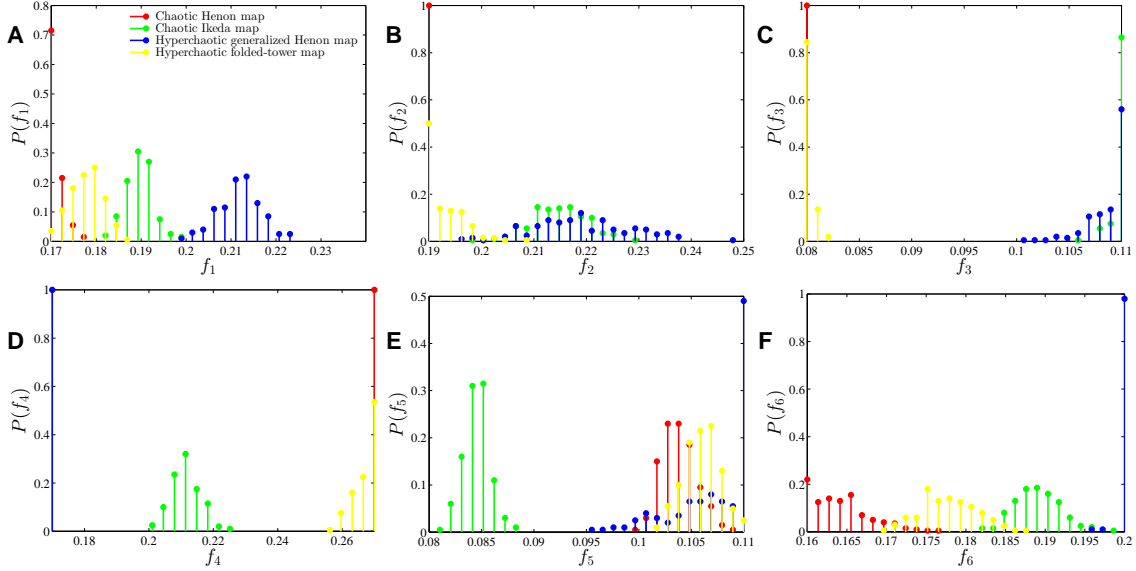 A
Chaotic Henon map
Chaotic Ikeda map
Hyperchaotic generalized Henon map
Hyperchaotic folded-tower map
0.8
0.7
0.6
0.5
0.4
0.3
0.2
0.1
0
P(f₁)
0.17 0.18 0.19 0.2 0.21 0.22 0.23
f₁
B
1
0.8
0.6
0.4
0.2
0
P(f₂)
0.19 0.2 0.21 0.22 0.23 0.24 0.25
f₂
C
1
0.8
0.6
0.4
0.2
0
P(f₃)
0.08 0.085 0.09 0.095 0.1 0.105 0.11
f₃
D
1
0.8
0.6
0.4
0.2
0
P(f₄)
0.18 0.2 0.22 0.24 0.26
f₄
E
0.5
0.4
0.3
0.2
0.1
0
P(f₅)
0.08 0.085 0.09 0.095 0.1 0.105 0.11
f₅
F
1
0.8
0.6
0.4
0.2
0
P(f₆)
0.16 0.165 0.17 0.175 0.18 0.185 0.19 0.195 0.2
f₆